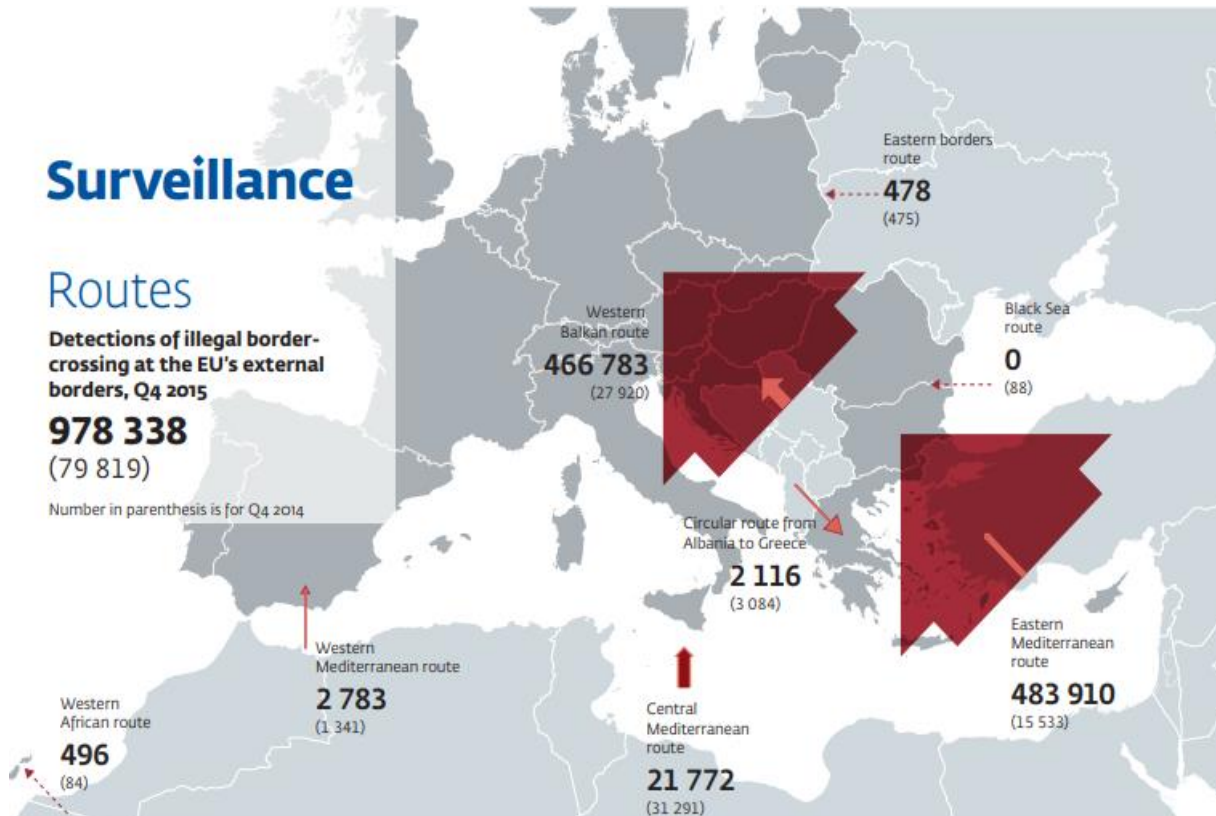 Surveillance
Routes
Detections of illegal border-
crossing at the EU's external
borders, Q4 2015
978 338
(79 819)
Number in parenthesis is for Q4 2014
Eastern borders
route
478
(475)
Western
Balkan route
466 783
(27 920)
Black Sea
route
0
(88)
Circular route from
Albania to Greece
2 116
(3 084)
Eastern
Mediterranean
route
483 910
(15 533)
Western
Mediterranean route
2 783
(1 341)
Western
African route
496
(84)
Central
Mediterranean
route
21 772
(31 291)